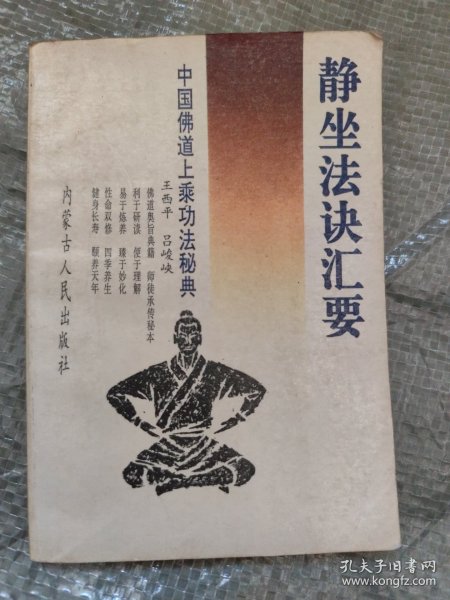 静坐法诀汇要
中国佛道上乘功法秘典
王西平 吕峻峡
佛道奥旨典籍 师徒承传秘本
利于研读 便于理解
易于炼养 臻于妙化
性命双修 四季养生
健身长寿 颐养天年
内蒙古人民出版社
孔夫子旧书网
www.kongfz.com